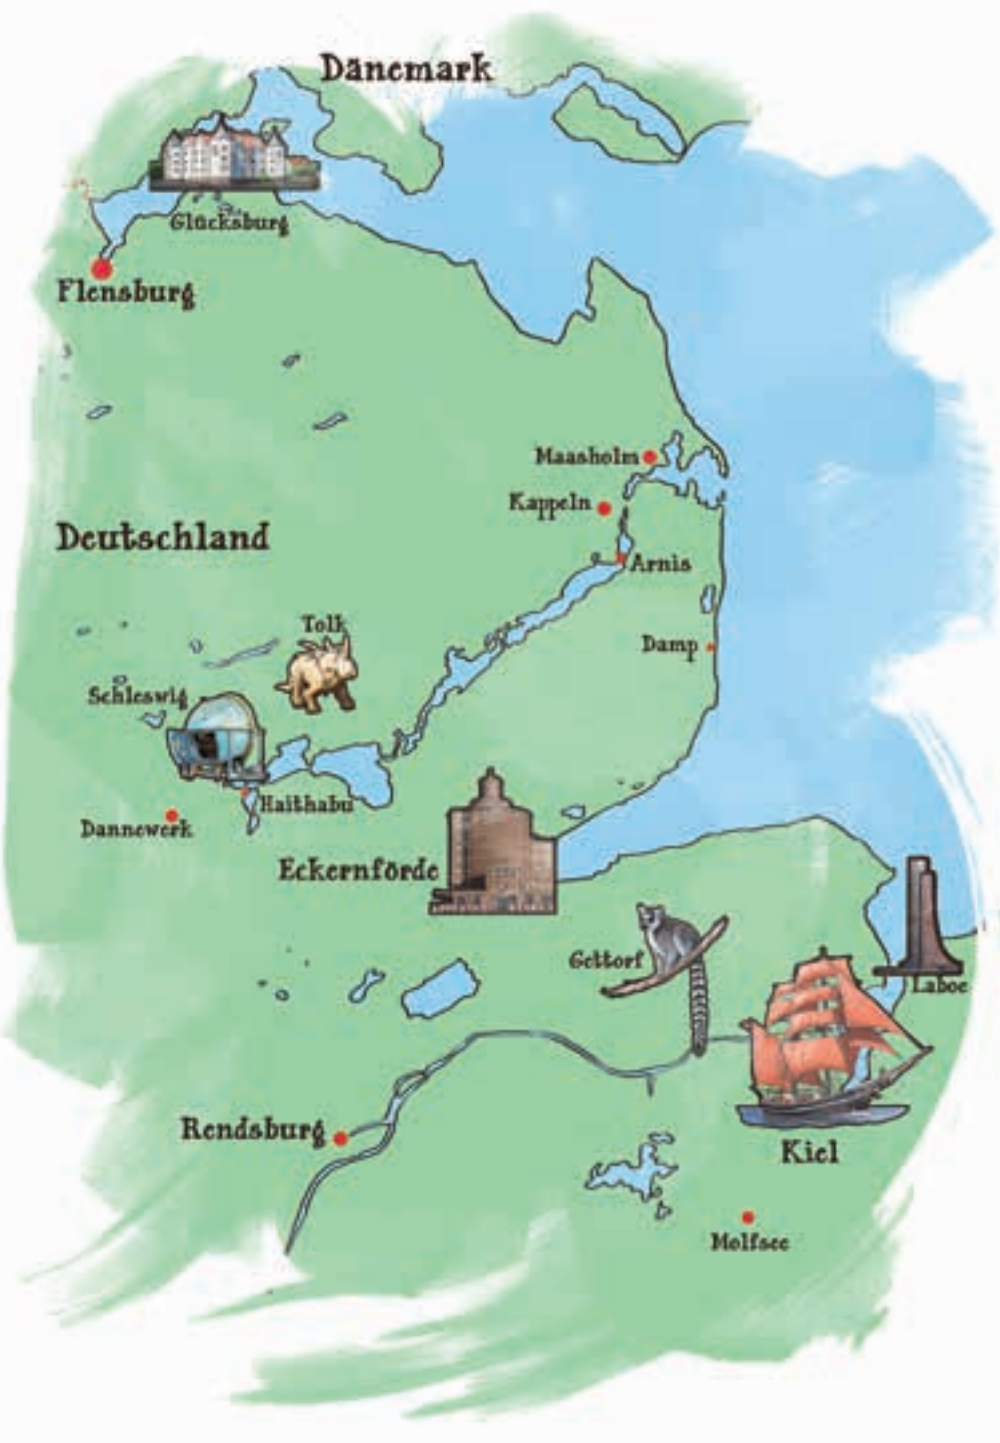 Dänemark
Glücksburg
Flensburg
Maasholm
Kappeln
Deutschland
Arnis
Tolk
Damp
Schleswig
Haithabu
Dannewerk
Eckernförde
Gettorf
Laboe
Rendsburg
Kiel
Molfsee